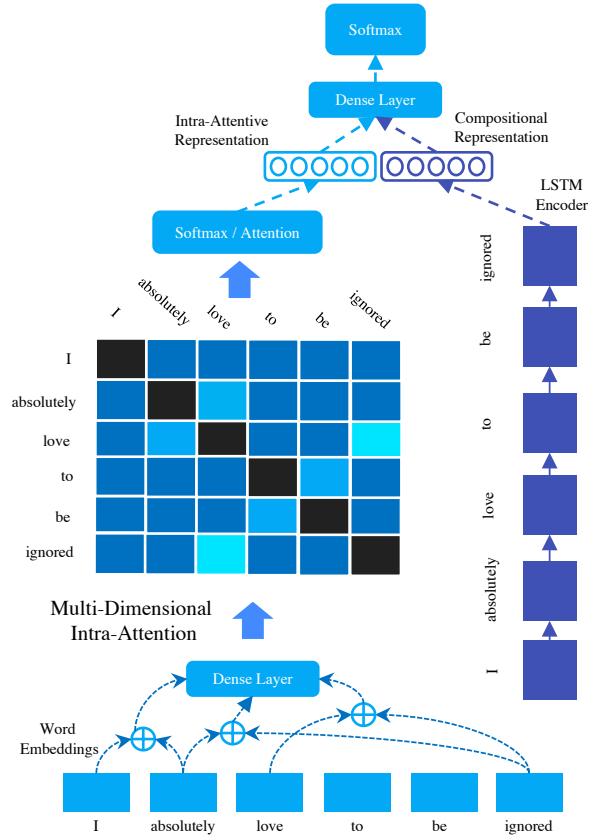 Softmax
Dense Layer
Intra-Attentive
Representation
Compositional
Representation
LSTM
Encoder
Softmax / Attention
I
absolutely
love
to
be
ignored
I
absolutely
love
to
be
ignored
ignored
be
to
love
absolutely
I
Multi-Dimensional
Intra-Attention
Dense Layer
Word
Embeddings
I
absolutely
love
to
be
ignored